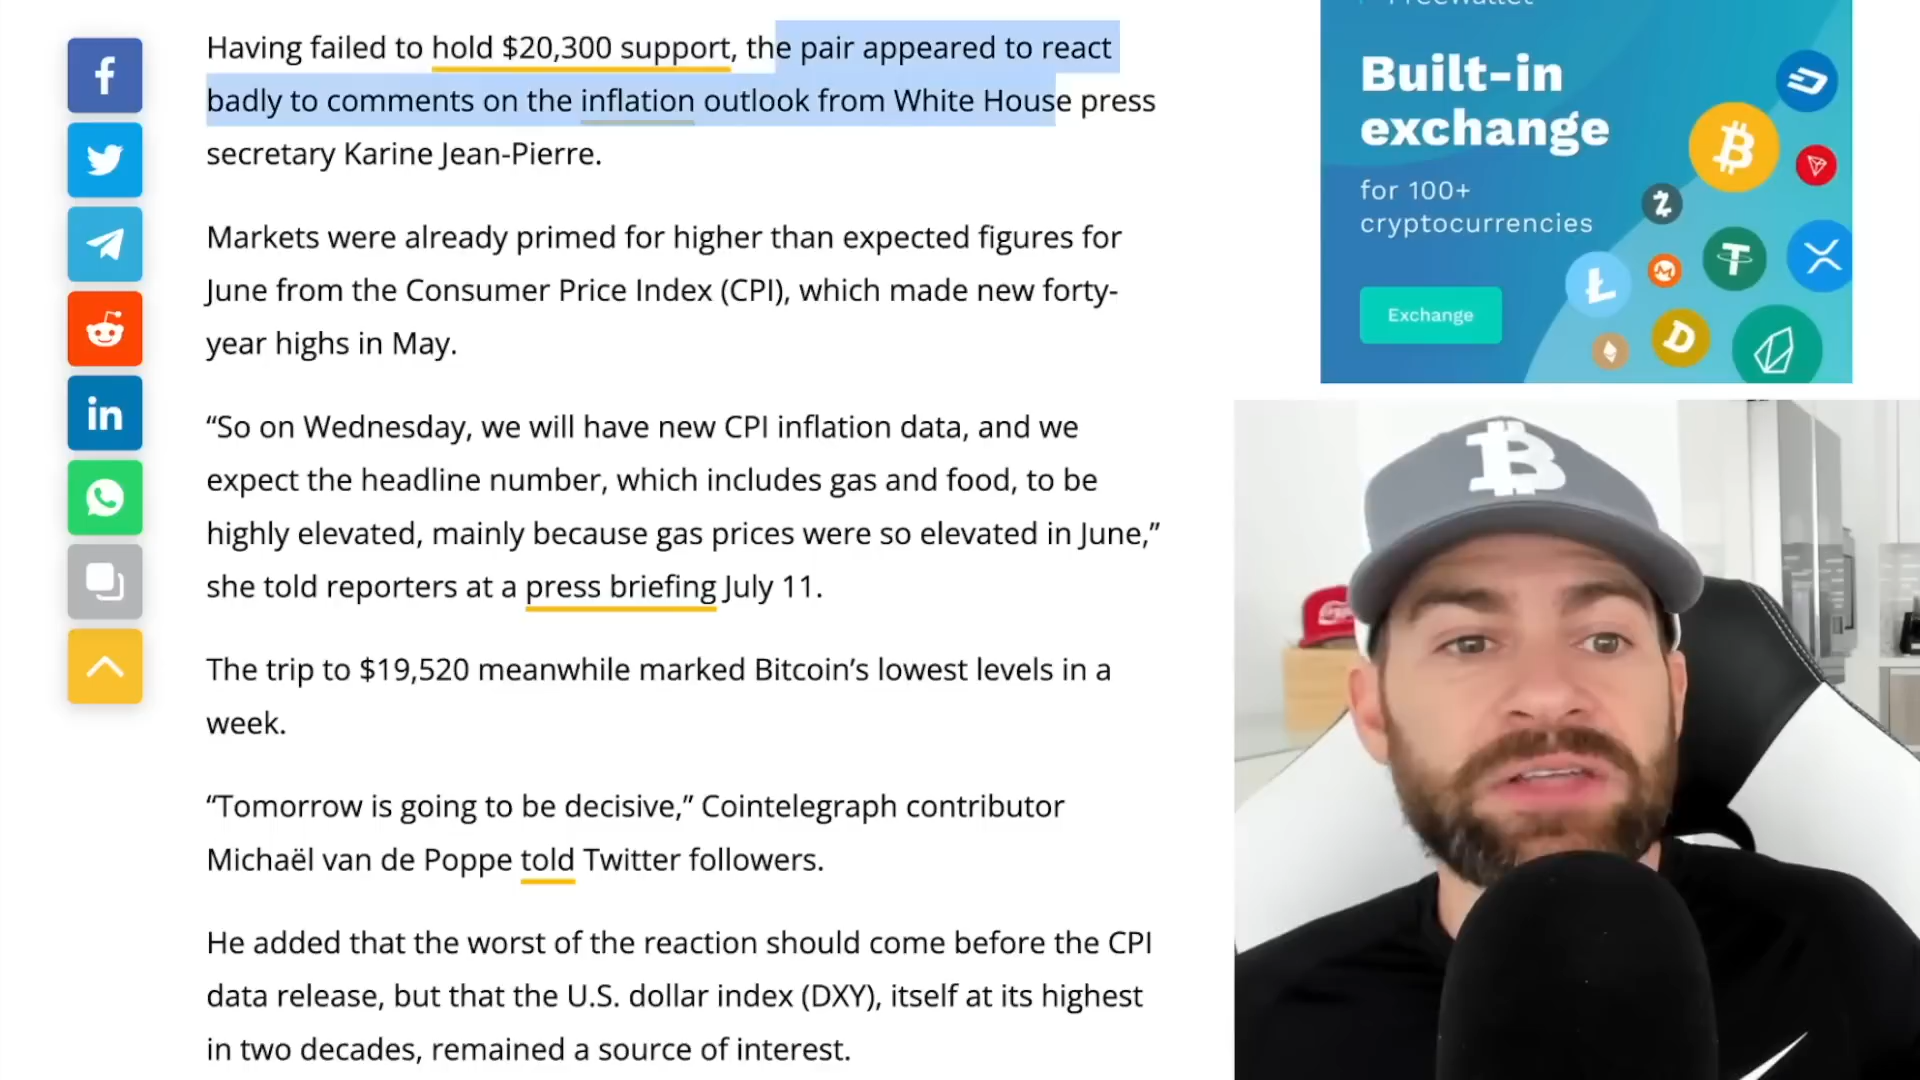 Having failed to hold $20,300 support, the pair appeared to react
badly to comments on the inflation outlook from White House press
secretary Karine Jean-Pierre.
Markets were already primed for higher than expected figures for
June from the Consumer Price Index (CPI), which made new forty-
year highs in May.
“So on Wednesday, we will have new CPI inflation data, and we
expect the headline number, which includes gas and food, to be
highly elevated, mainly because gas prices were so elevated in June,”
she told reporters at a press briefing July 11.
The trip to $19,520 meanwhile marked Bitcoin’s lowest levels in a
week.
“Tomorrow is going to be decisive,” Cointelegraph contributor
Michaël van de Poppe told Twitter followers.
He added that the worst of the reaction should come before the CPI
data release, but that the U.S. dollar index (DXY), itself at its highest
in two decades, remained a source of interest.
Built-in
exchange
for 100+
cryptocurrencies
Exchange